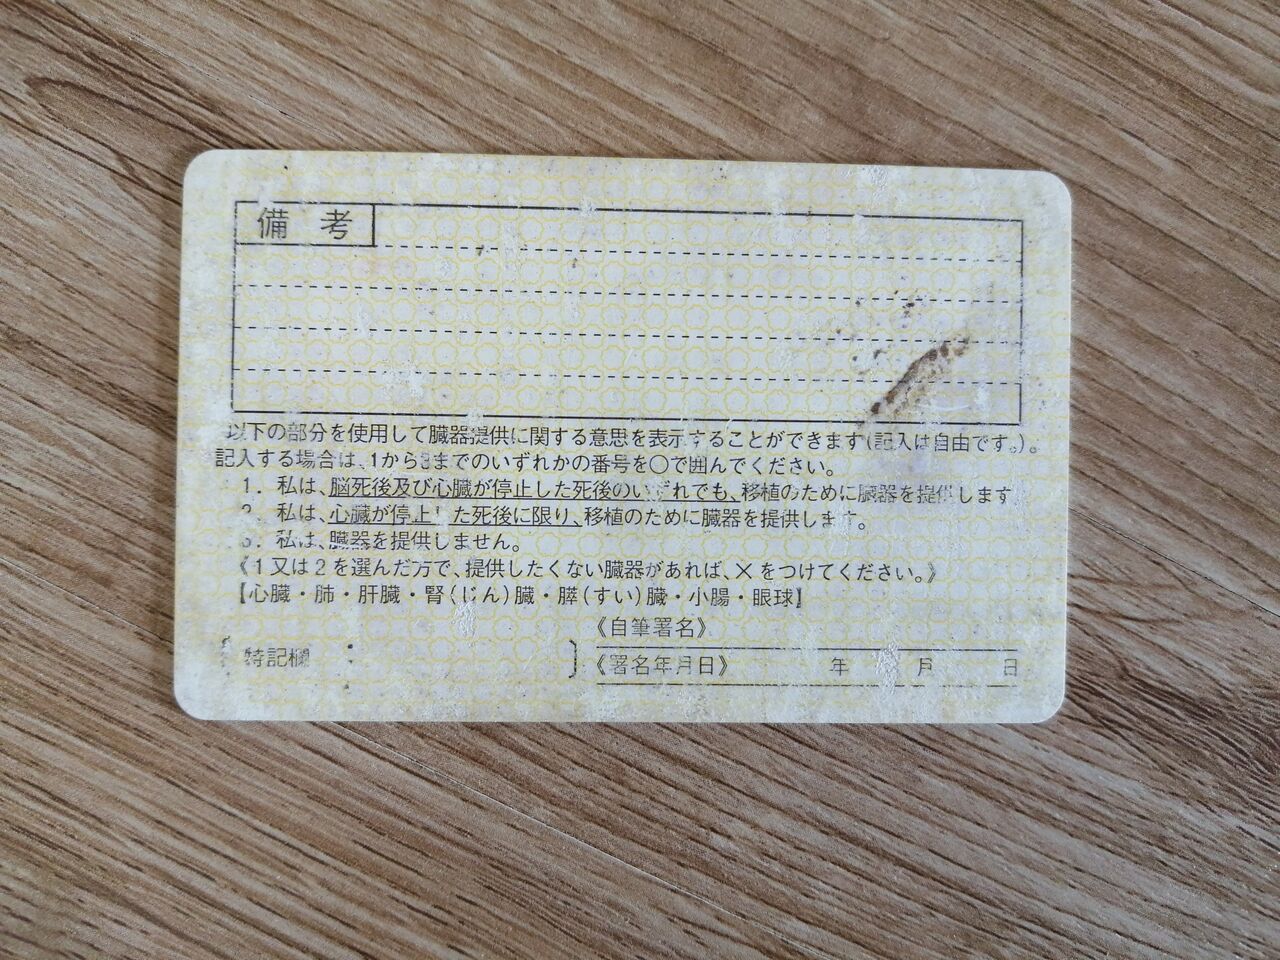 備考
以下の部分を使用して臓器提供に関する意思を表示することができます(記入は自由です。)。
記入する場合は、1から3までのいずれかの番号を○で囲んでください。
1. 私は、脳死後及び心臓が停止した死後のいずれでも、移植のために臓器を提供します
2. 私は、心臓が停止した死後に限り、移植のために臓器を提供します。
3. 私は、臓器を提供しません。
《1又は2を選んだ方で、提供したくない臓器があれば、×をつけてください。》
【心臓・肺・肝臓・腎(じん)臓・膵(すい)臓・小腸・眼球】
《自筆署名》
〔特記欄: 〕
《署名年月日》 年 月 日